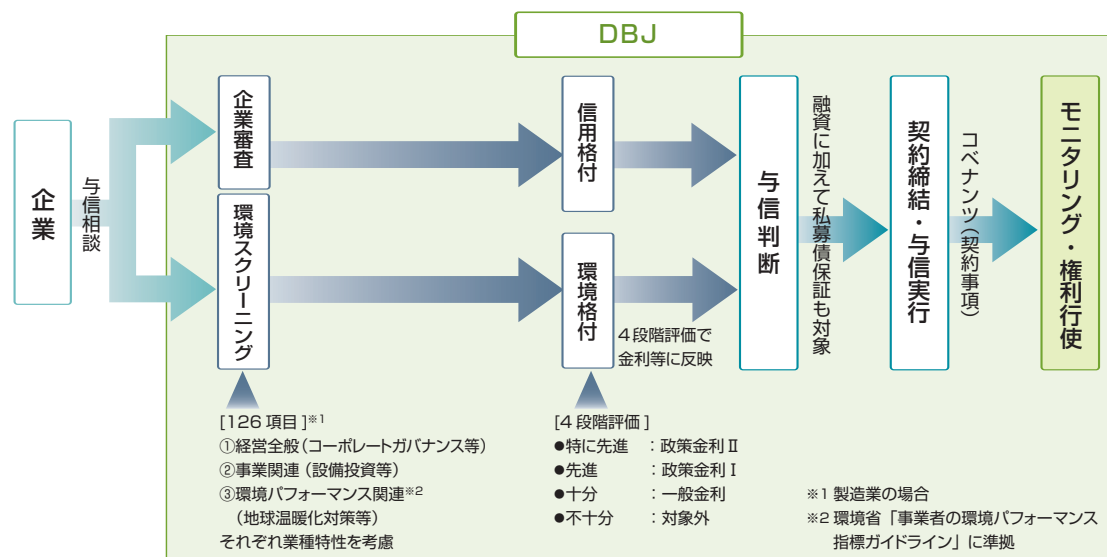 DBJ
企業
与信相談
企業審査
環境スクリーニング
信用格付
環境格付
4段階評価で
金利等に反映
与信判断
融資に加えて私募債保証も対象
契約締結・与信実行
コベナンツ(契約事項)
モニタリング・権利行使
[126 項目]※1
①経営全般(コーポレートガバナンス等)
②事業関連(設備投資等)
③環境パフォーマンス関連※2
(地球温暖化対策等)
それぞれ業種特性を考慮
[4 段階評価]
●特に先進 :政策金利Ⅱ
●先進 :政策金利Ⅰ
●十分 :一般金利
●不十分 :対象外
※1 製造業の場合
※2 環境省「事業者の環境パフォーマンス
指標ガイドライン」に準拠